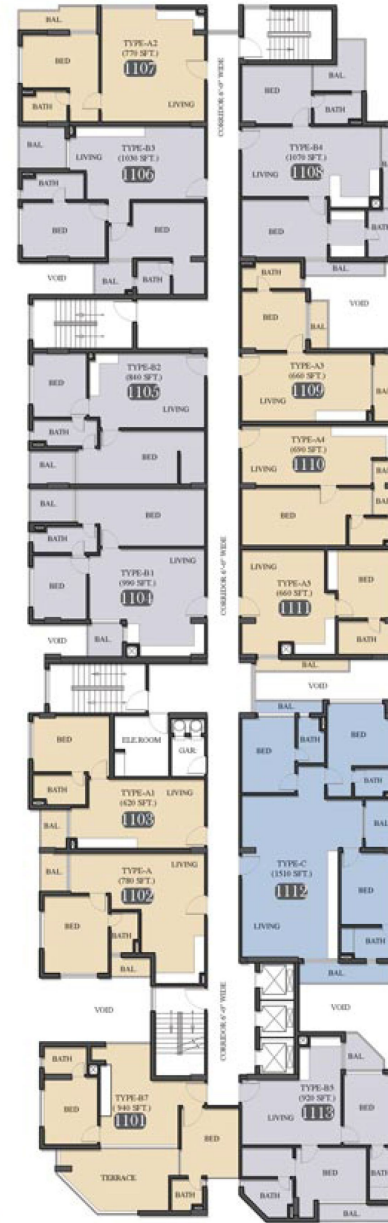 BAL.
TYPE-A2
(770 SFT.)
1107
BED
BATH
LIVING
CORRIDOR 6'-0" WIDE
BAL.
BED
BATH
BAL.
LIVING
TYPE-B3
(1030 SFT.)
1106
BATH
BED
BED
VOID
BAL.
BATH
TYPE-B4
(1070 SFT.)
1108
LIVING
BED
BATH
BAL.
BATH
BED
BAL.
VOID
TYPE-B2
(840 SFT.)
1105
BED
LIVING
BATH
BAL.
BED
TYPE-A3
(660 SFT.)
1109
LIVING
BAL.
TYPE-A4
(690 SFT.)
1110
LIVING
BAL.
BAL.
BED
BAL.
BED
BATH
LIVING
BED
TYPE-B1
(990 SFT.)
1104
VOID
BAL.
CORRIDOR 6'-0" WIDE
LIVING
TYPE-A5
(660 SFT.)
1111
BED
BATH
BAL.
VOID
BED
ELE.ROOM
GAR.
BATH
TYPE-A1
(620 SFT.)
1103
LIVING
BAL.
BAL.
BED
BATH
BED
BATH
BAL.
TYPE-C
(1510 SFT.)
1112
LIVING
BED
BATH
BAL.
BAL.
TYPE-A
(780 SFT.)
1102
LIVING
BED
BATH
BAL.
VOID
CORRIDOR 6'-0" WIDE
VOID
BATH
TYPE-B7
(940 SFT.)
1101
BED
LIVING
BED
TERRACE
BATH
BAL.
TYPE-B5
(920 SFT.)
1113
LIVING
BED
BED
BATH
BATH
BAL.